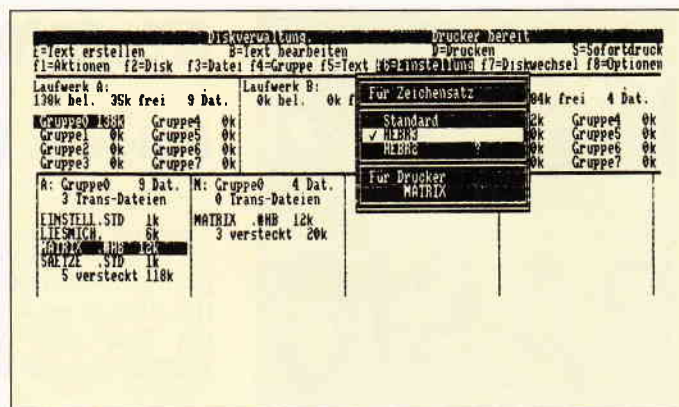 Diskverwaltung. Drucker bereit
E=Text erstellen B=Text bearbeiten D=Drucken S=Sofortdruck
f1=Aktionen f2=Disk f3=Datei f4=Gruppe f5=Text f6=Einstellung f7=Diskwechsel f8=Optionen
Laufwerk A: Laufwerk B:
138k bel. 35k frei 9 Dat. 0k bel. 0k f 84k frei 4 Dat.
Für Zeichensatz
Standard
✓ HEBR3
HEBR2 ?
Für Drucker
MATRIX
Gruppe0 138k Gruppe4 0k 2k Gruppe4 0k
Gruppe1 0k Gruppe5 0k 0k Gruppe5 0k
Gruppe2 0k Gruppe6 0k 0k Gruppe6 0k
Gruppe3 0k Gruppe7 0k 0k Gruppe7 0k
A: Gruppe0 9 Dat. M: Gruppe0 4 Dat.
3 Trans-Dateien 0 Trans-Dateien
EINSTELL.STD 1k MATRIX .#HB 12k
LIESMICH. 6k 3 versteckt 20k
MATRIX .#HB 12k
SAETZE .STD 1k
5 versteckt 118k